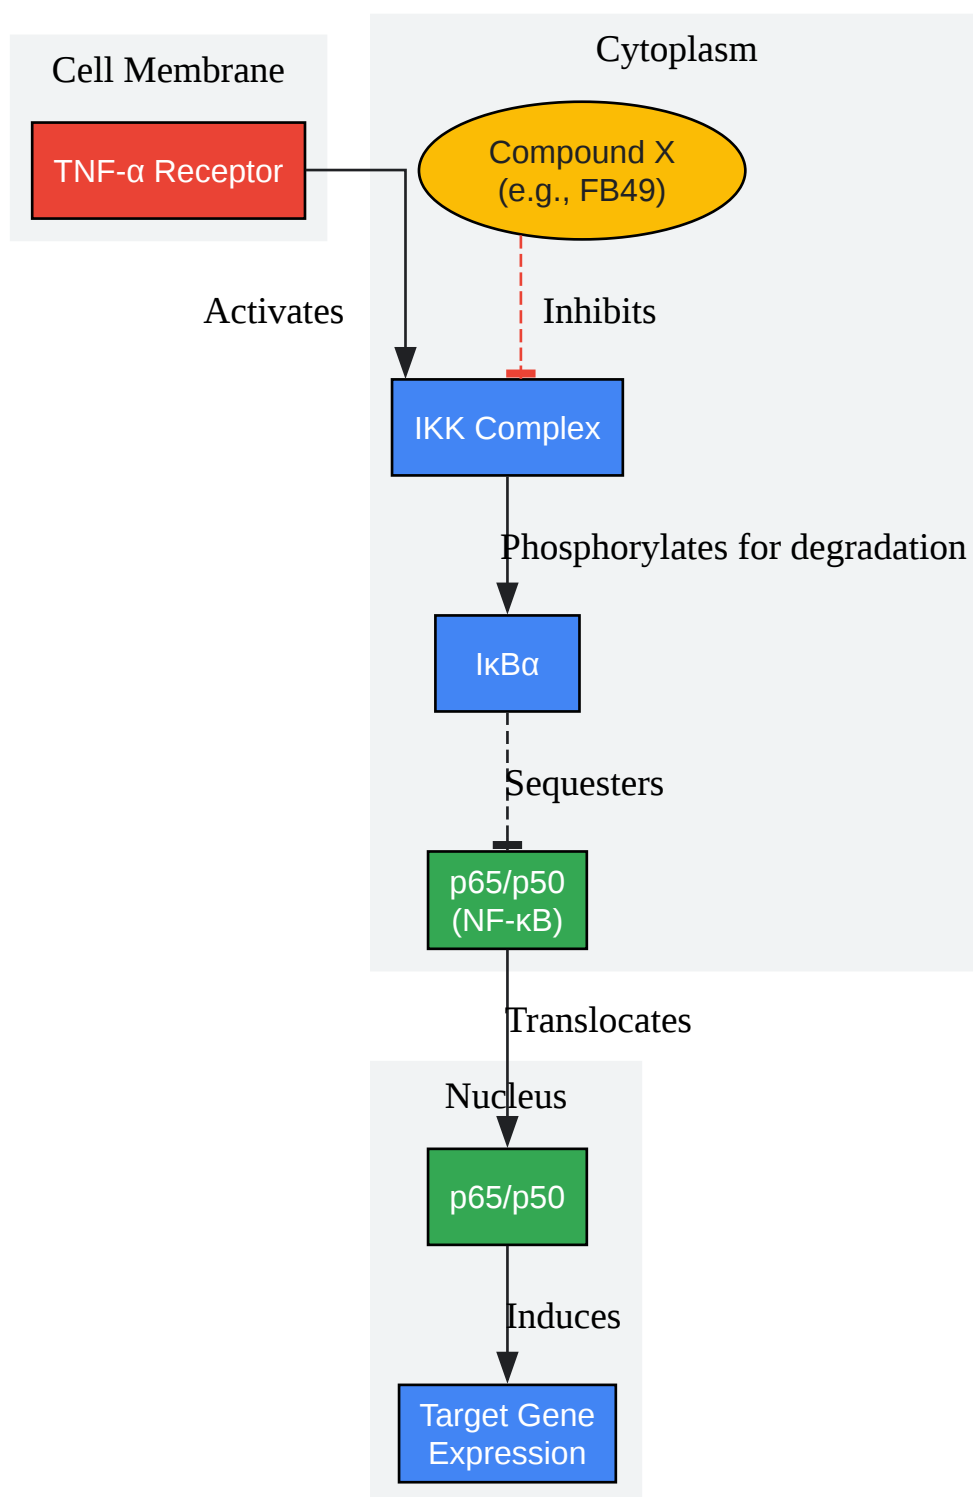 Cytoplasm
Cell Membrane
TNF-α Receptor
Compound X
(e.g., FB49)
Activates
Inhibits
IKK Complex
Phosphorylates for degradation
IκBα
Sequesters
p65/p50
(NF-κB)
Translocates
Nucleus
p65/p50
Induces
Target Gene
Expression